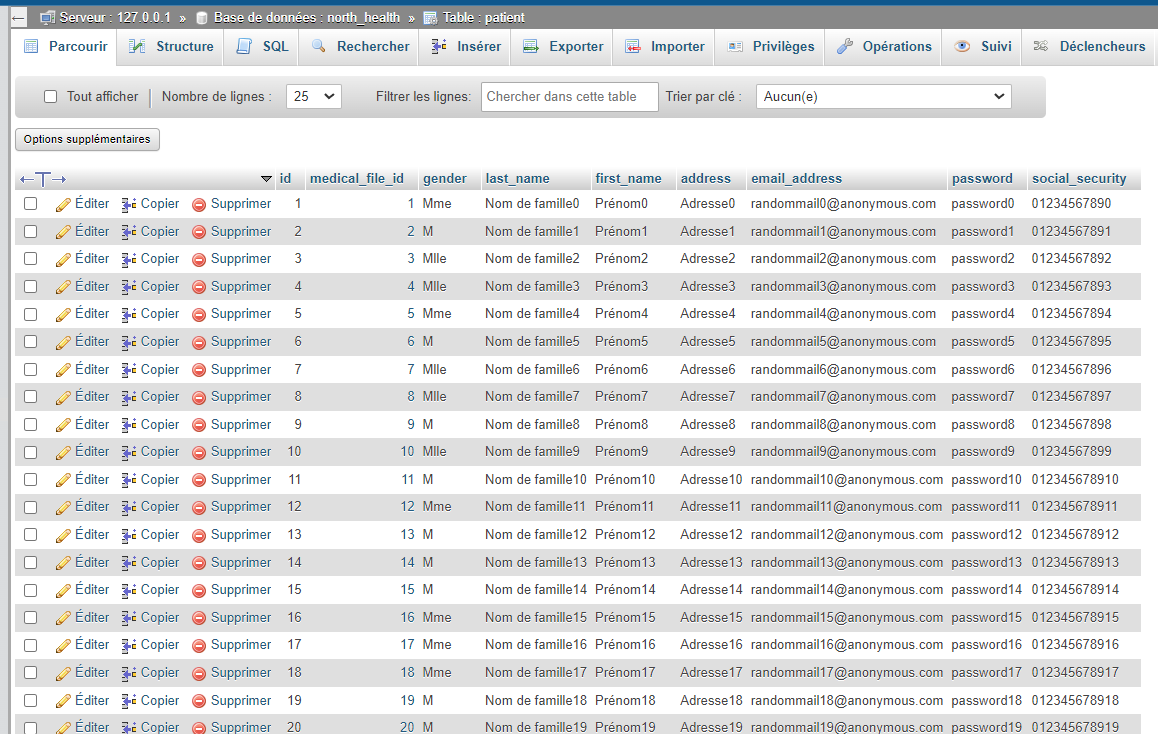 Serveur : 127.0.0.1 » Base de données : north_health » Table : patient
Parcourir Structure SQL Rechercher Insérer Exporter Importer Privilèges Opérations Suivi Déclencheurs
Tout afficher Nombre de lignes : 25 Filtrer les lignes: Chercher dans cette table Trier par clé : Aucun(e)
Options supplémentaires
id medical_file_id gender last_name first_name address email_address password social_security
Éditer Copier Supprimer 1 1 Mme Nom de famille0 Prénom0 Adresse0 randommail0@anonymous.com password0 01234567890
Éditer Copier Supprimer 2 2 M Nom de famille1 Prénom1 Adresse1 randommail1@anonymous.com password1 01234567891
Éditer Copier Supprimer 3 3 Mlle Nom de famille2 Prénom2 Adresse2 randommail2@anonymous.com password2 01234567892
Éditer Copier Supprimer 4 4 Mlle Nom de famille3 Prénom3 Adresse3 randommail3@anonymous.com password3 01234567893
Éditer Copier Supprimer 5 5 Mme Nom de famille4 Prénom4 Adresse4 randommail4@anonymous.com password4 01234567894
Éditer Copier Supprimer 6 6 M Nom de famille5 Prénom5 Adresse5 randommail5@anonymous.com password5 01234567895
Éditer Copier Supprimer 7 7 Mlle Nom de famille6 Prénom6 Adresse6 randommail6@anonymous.com password6 01234567896
Éditer Copier Supprimer 8 8 Mlle Nom de famille7 Prénom7 Adresse7 randommail7@anonymous.com password7 01234567897
Éditer Copier Supprimer 9 9 M Nom de famille8 Prénom8 Adresse8 randommail8@anonymous.com password8 01234567898
Éditer Copier Supprimer 10 10 Mlle Nom de famille9 Prénom9 Adresse9 randommail9@anonymous.com password9 01234567899
Éditer Copier Supprimer 11 11 M Nom de famille10 Prénom10 Adresse10 randommail10@anonymous.com password10 012345678910
Éditer Copier Supprimer 12 12 Mme Nom de famille11 Prénom11 Adresse11 randommail11@anonymous.com password11 012345678911
Éditer Copier Supprimer 13 13 M Nom de famille12 Prénom12 Adresse12 randommail12@anonymous.com password12 012345678912
Éditer Copier Supprimer 14 14 M Nom de famille13 Prénom13 Adresse13 randommail13@anonymous.com password13 012345678913
Éditer Copier Supprimer 15 15 M Nom de famille14 Prénom14 Adresse14 randommail14@anonymous.com password14 012345678914
Éditer Copier Supprimer 16 16 Mme Nom de famille15 Prénom15 Adresse15 randommail15@anonymous.com password15 012345678915
Éditer Copier Supprimer 17 17 Mme Nom de famille16 Prénom16 Adresse16 randommail16@anonymous.com password16 012345678916
Éditer Copier Supprimer 18 18 Mme Nom de famille17 Prénom17 Adresse17 randommail17@anonymous.com password17 012345678917
Éditer Copier Supprimer 19 19 M Nom de famille18 Prénom18 Adresse18 randommail18@anonymous.com password18 012345678918
Éditer Copier Supprimer 20 20 M Nom de famille19 Prénom19 Adresse19 randommail19@anonymous.com password19 012345678919